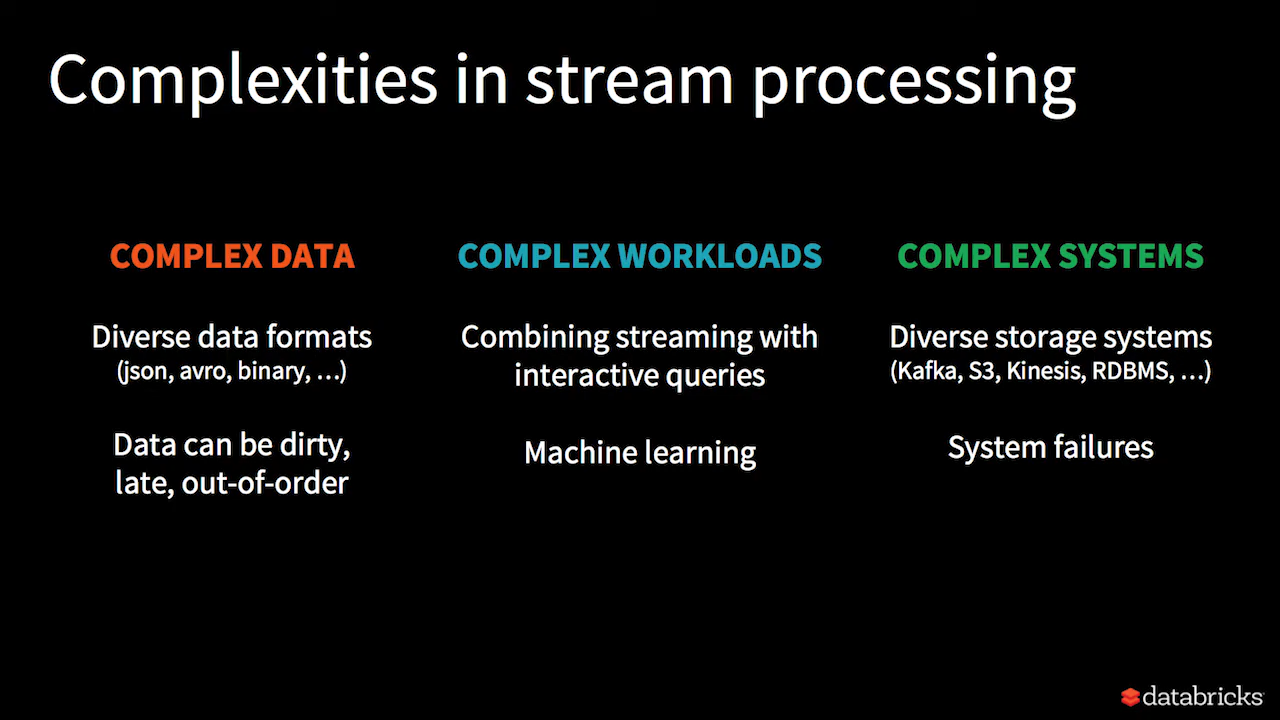 Complexities in stream processing
COMPLEX DATA
Diverse data formats
(json, avro, binary, …)
Data can be dirty,
late, out-of-order
COMPLEX WORKLOADS
Combining streaming with
interactive queries
Machine learning
COMPLEX SYSTEMS
Diverse storage systems
(Kafka, S3, Kinesis, RDBMS, …)
System failures
databricks